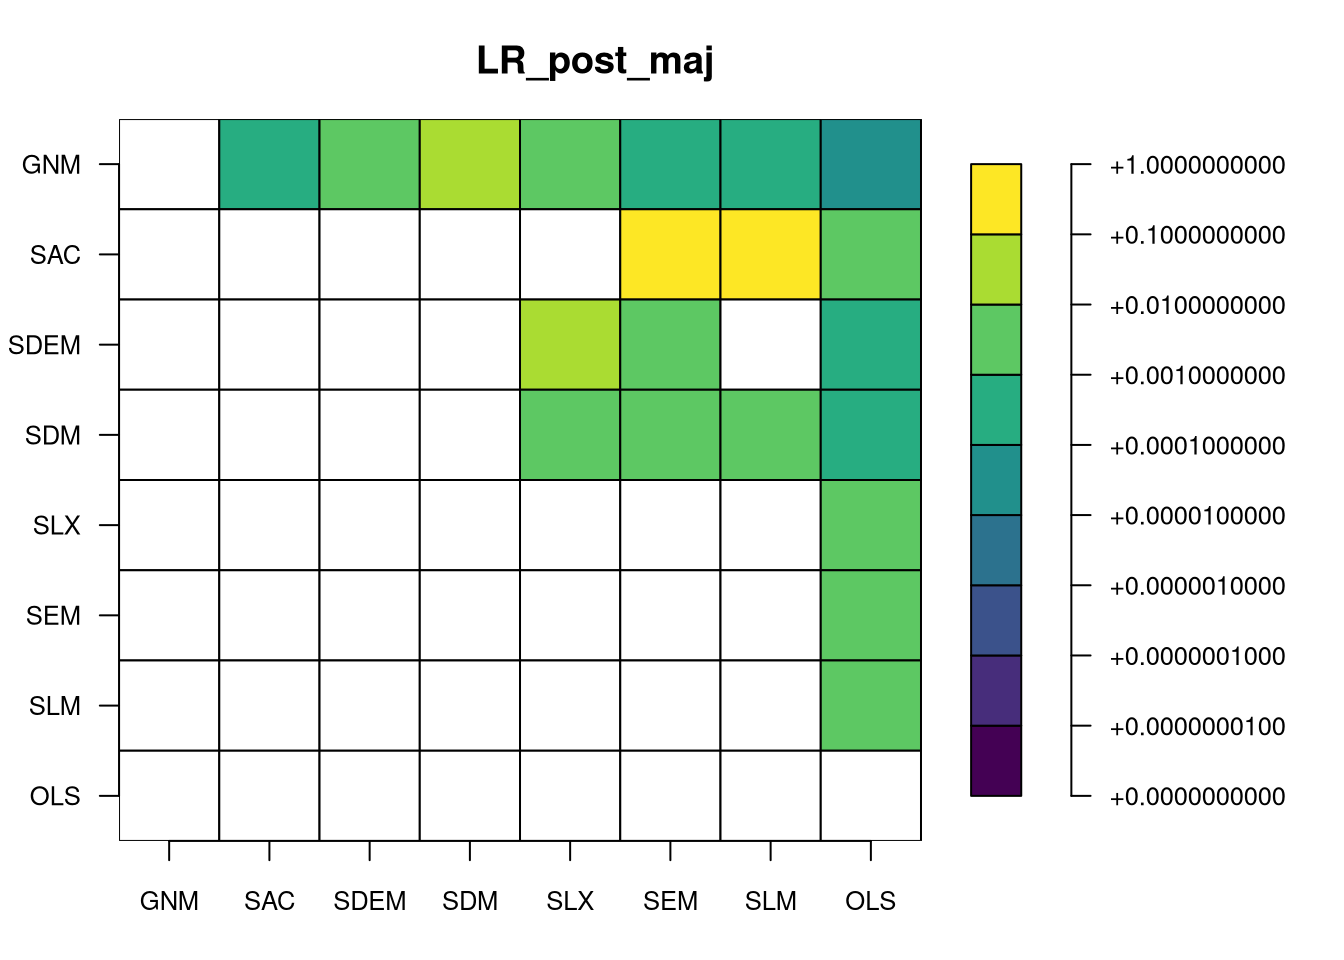 LR_post_maj
GNM
SAC
SDEM
SDM
SLX
SEM
SLM
OLS
GNM SAC SDEM SDM SLX SEM SLM OLS
+1.0000000000
+0.1000000000
+0.0100000000
+0.0010000000
+0.0001000000
+0.0000100000
+0.0000010000
+0.0000001000
+0.0000000100
+0.0000000000